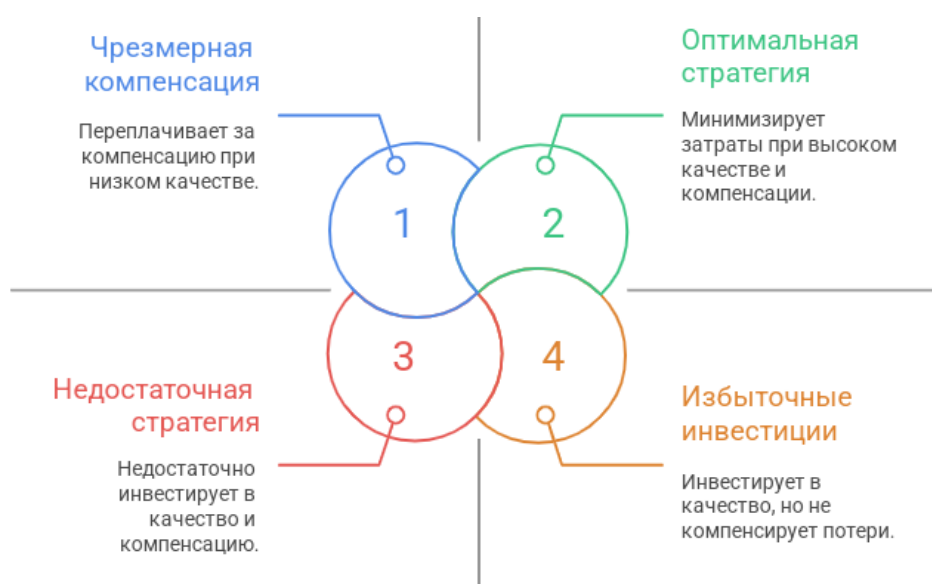 Чрезмерная
компенсация
Переплачивает за
компенсацию при
низком качестве.
1
Оптимальная
стратегия
Минимизирует
затраты при высоком
качестве и
компенсации.
2
Недостаточная
стратегия
Недостаточно
инвестирует в
качество и
компенсацию.
3
Избыточные
инвестиции
Инвестирует в
качество, но не
компенсирует потери.
4